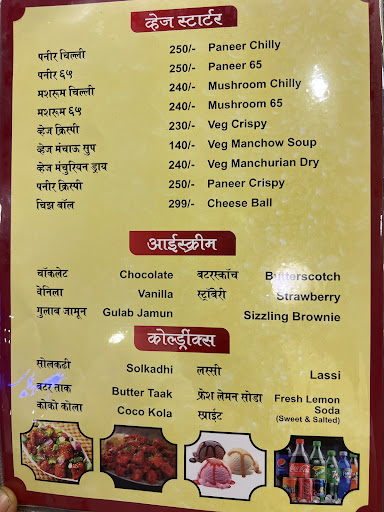 व्हेज स्टार्टर
पनीर चिल्ली 250/- Paneer Chilly
पनीर ६५ 250/- Paneer 65
मशरूम चिल्ली 240/- Mushroom Chilly
मशरूम ६५ 240/- Mushroom 65
व्हेज क्रिस्पी 230/- Veg Crispy
व्हेज मंचाऊ सुप 140/- Veg Manchow Soup
व्हेज मंचुरियन ड्राय 240/- Veg Manchurian Dry
पनीर क्रिस्पी 250/- Paneer Crispy
चिझ बॉल 299/- Cheese Ball
आईस्क्रीम
चॉकलेट Chocolate बटरस्कॉच Butterscotch
वेनिला Vanilla स्ट्रॉबेरी Strawberry
गुलाब जामून Gulab Jamun Sizzling Brownie
कोल्ड्रींक्स
सोलकढी Solkadhi लस्सी Lassi
बटर ताक Butter Taak फ्रेश लेमन सोडा Fresh Lemon Soda
(Sweet & Salted)
कोको कोला Coco Kola स्प्राईट